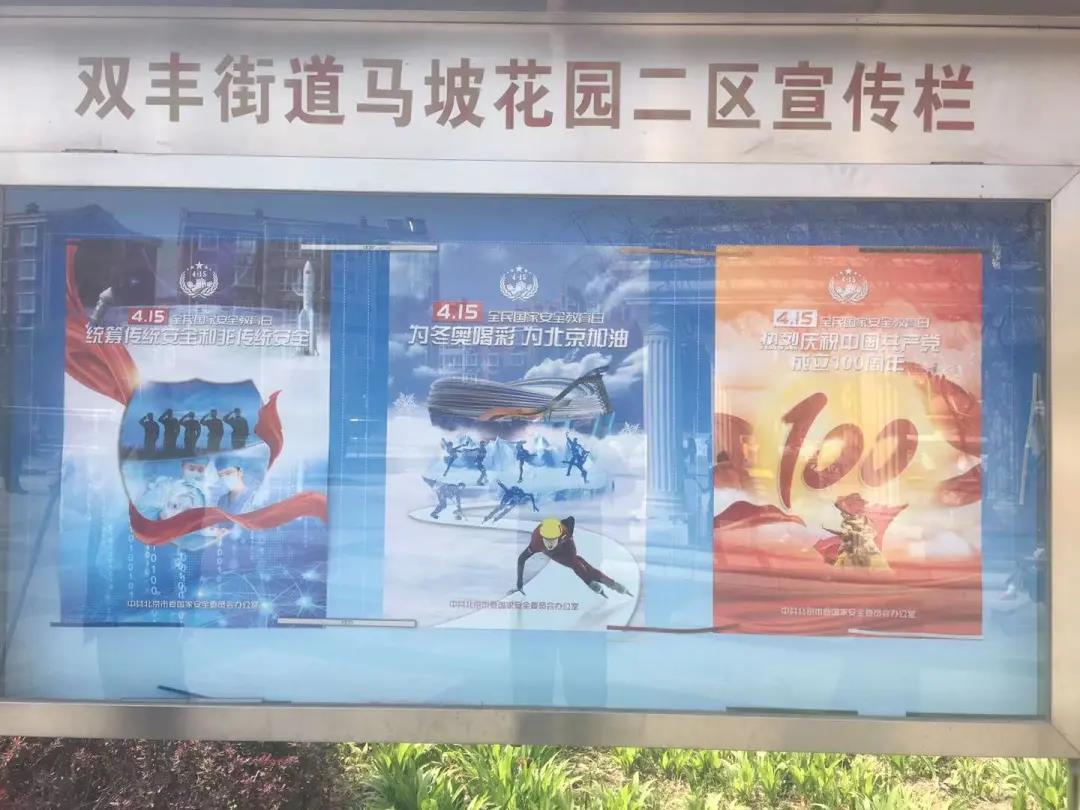 双丰街道马坡花园二区宣传栏
4.15
4.15 全民国家安全教育日
统筹传统安全和非传统安全
中共北京市委国家安全委员会办公室
4.15
4.15 全民国家安全教育日
为冬奥喝彩 为北京加油
中共北京市委国家安全委员会办公室
4.15
4.15 全民国家安全教育日
热烈庆祝中国共产党
成立100周年
100
中共北京市委国家安全委员会办公室